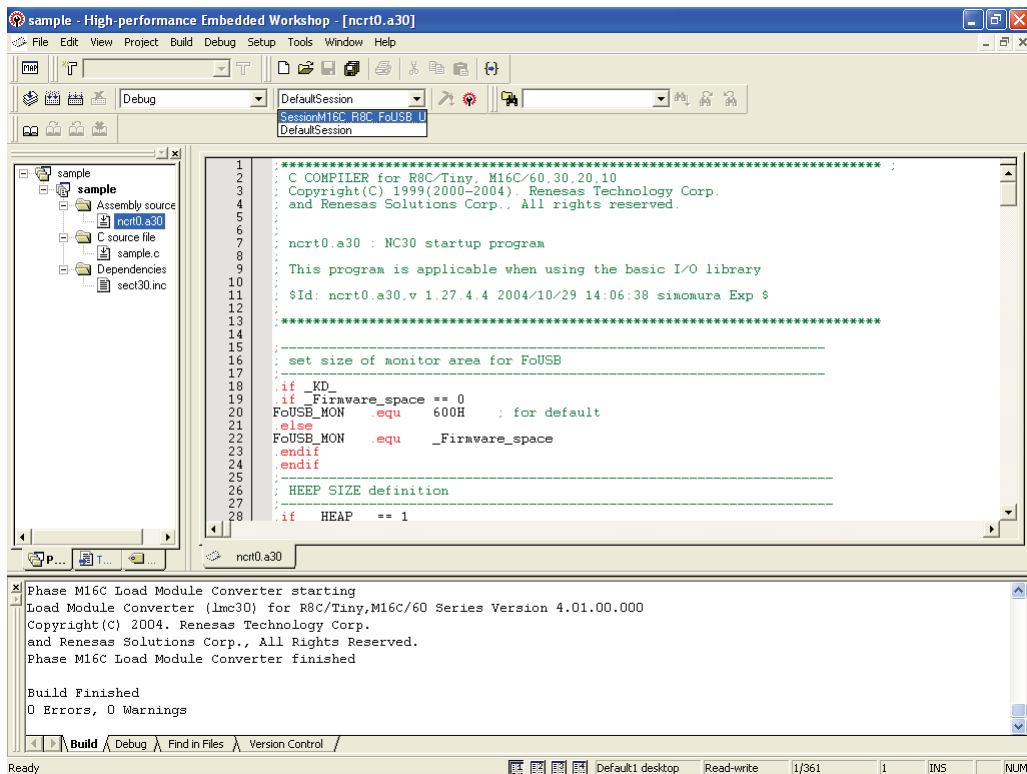 sample - High-performance Embedded Workshop - [ncrt0.a30]
File Edit View Project Build Debug Setup Tools Window Help
MAP
Debug
DefaultSession
SessionM16C_R8C_FoUSB_U
DefaultSession
sample
sample
Assembly source
ncrt0.a30
C source file
sample.c
Dependencies
sect30.inc
P...
T...
...
1 ;*************************************************************************** ;
2 ; C COMPILER for R8C/Tiny, M16C/60,30,20,10
3 ; Copyright(C) 1999(2000-2004). Renesas Technology Corp.
4 ; and Renesas Solutions Corp., All rights reserved.
5 ;
6 ;
7 ; ncrt0.a30 : NC30 startup program
8 ;
9 ; This program is applicable when using the basic I/O library
10 ;
11 ; $Id: ncrt0.a30,v 1.27.4.4 2004/10/29 14:06:38 simomura Exp $
12 ;
13 ;***************************************************************************
14
15 ;---------------------------------------------------------------------
16 ; set size of monitor area for FoUSB
17 ;---------------------------------------------------------------------
18 .if _KD_
19 .if _Firmware_space == 0
20 FoUSB_MON .equ 600H ; for default
21 .else
22 FoUSB_MON .equ _Firmware_space
23 .endif
24 .endif
25 ;---------------------------------------------------------------------
26 ; HEEP SIZE definition
27 ;---------------------------------------------------------------------
28 .if __HEAP__ == 1
ncrt0.a30
Phase M16C Load Module Converter starting
Load Module Converter (lmc30) for R8C/Tiny,M16C/60 Series Version 4.01.00.000
Copyright(C) 2004. Renesas Technology Corp.
and Renesas Solutions Corp., All Rights Reserved.
Phase M16C Load Module Converter finished
Build Finished
0 Errors, 0 Warnings
Build Debug Find in Files Version Control
Ready
1 2 3 4 Default1 desktop Read-write 1/361 1 INS NUM